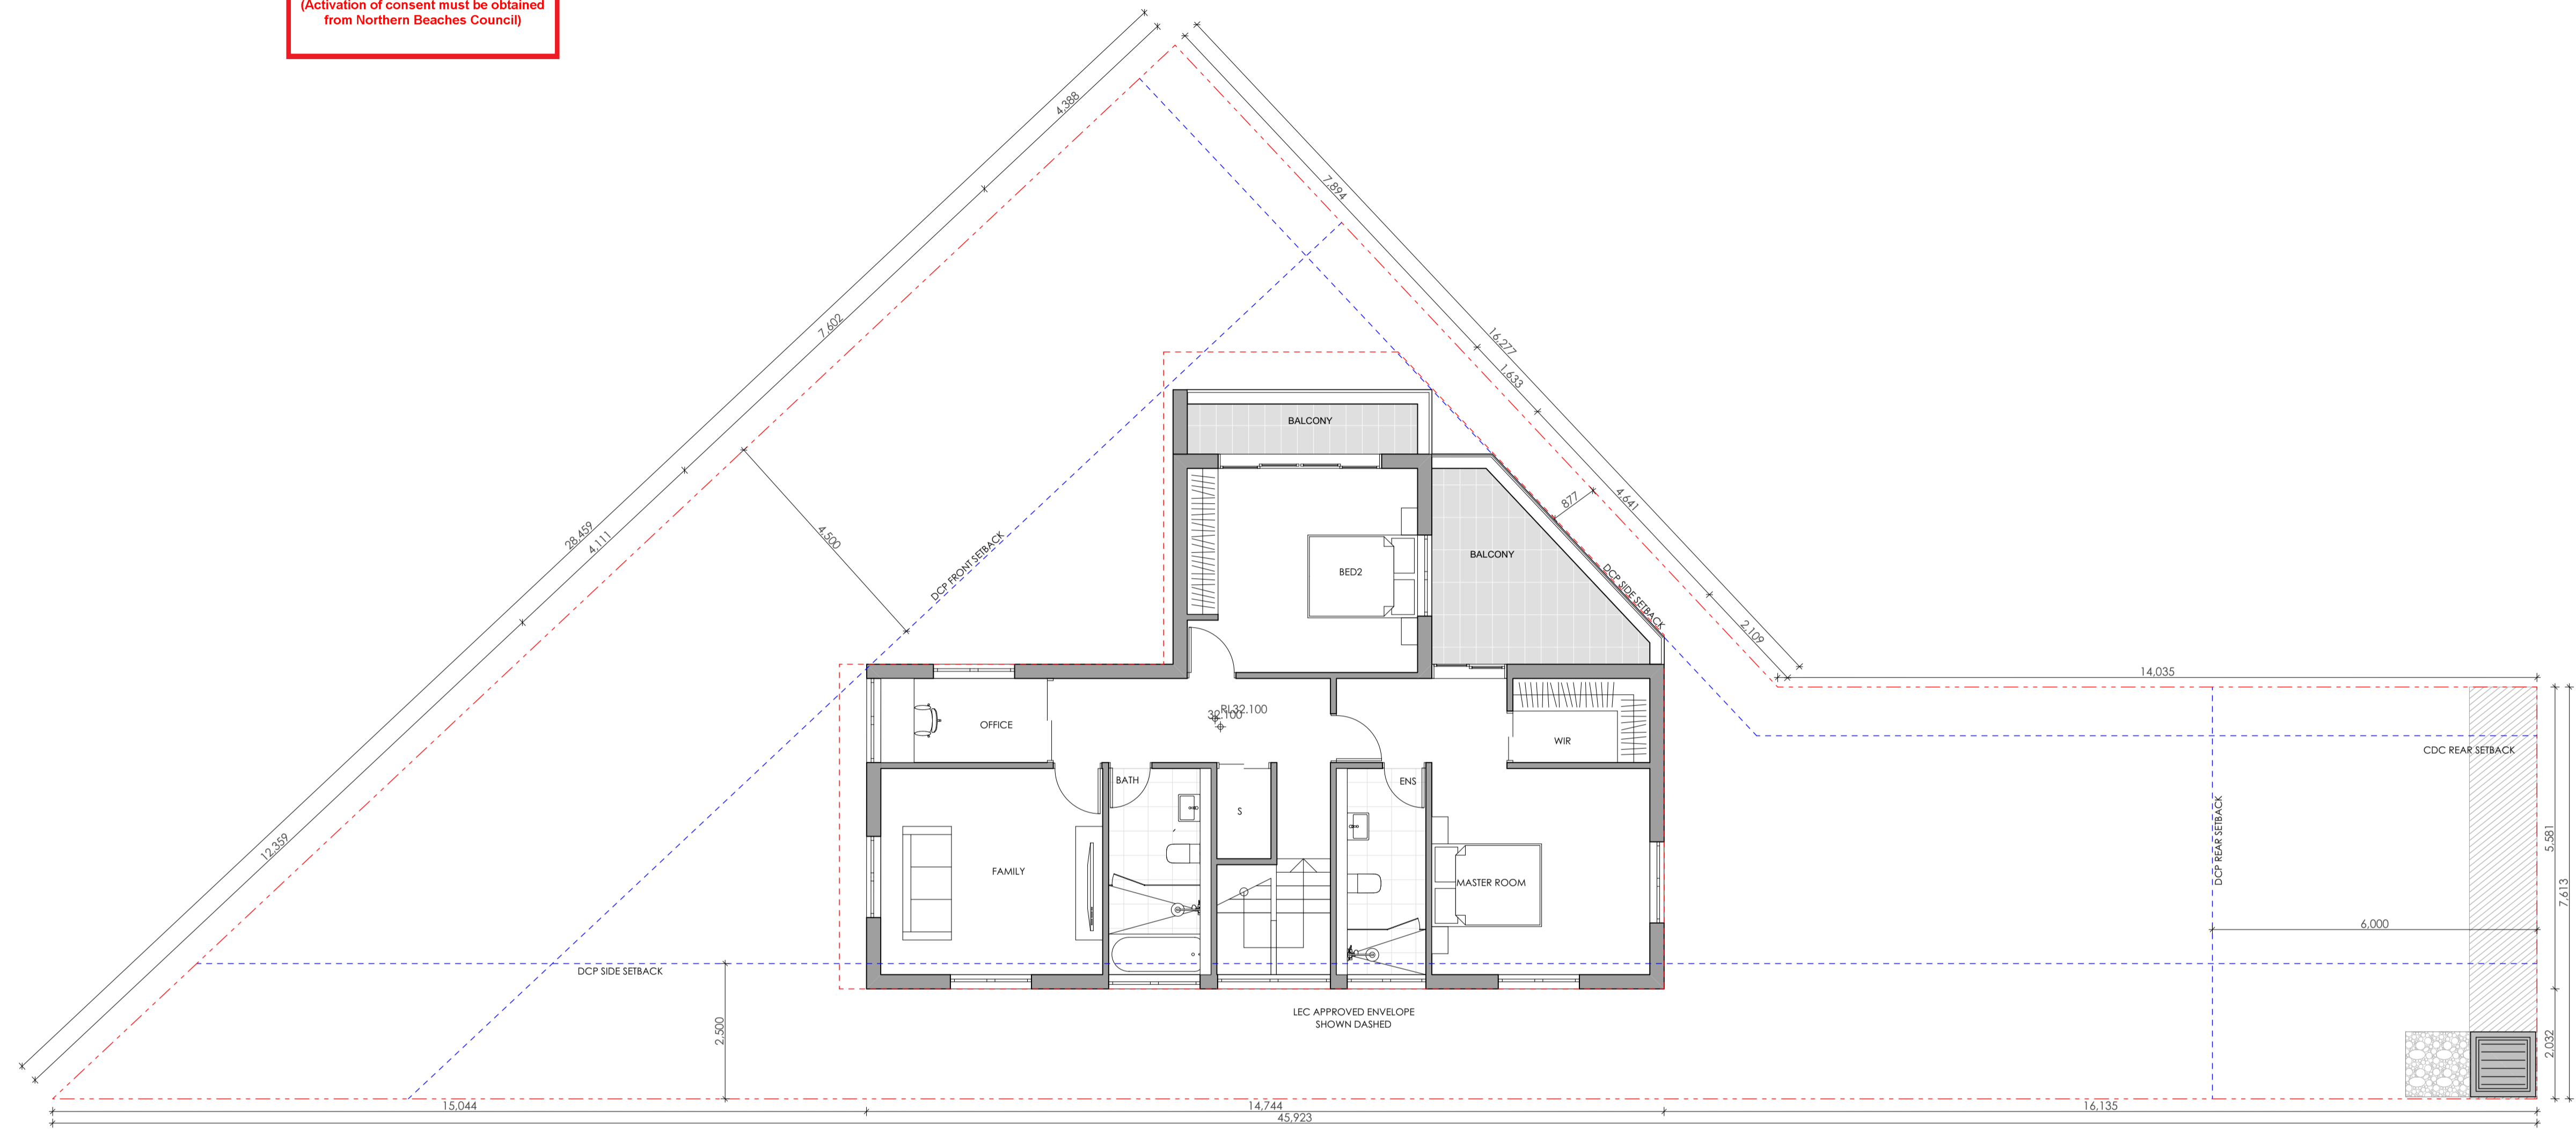 (Activation of consent must be obtained
from Northern Beaches Council)
4,388
7,602
28,459
4,111
12,359
4,500
DCP FRONT SETBACK
7,894
16,277
1,633
877
4,641
2,109
DCP SIDE SETBACK
BALCONY
BALCONY
BED2
14,035
OFFICE
RL32.100
32.100
WIR
CDC REAR SETBACK
BATH
ENS
S
FAMILY
MASTER ROOM
DCP REAR SETBACK
5,581
7,613
6,000
DCP SIDE SETBACK
2,500
LEC APPROVED ENVELOPE
SHOWN DASHED
2,032
15,044
14,744
16,135
45,923